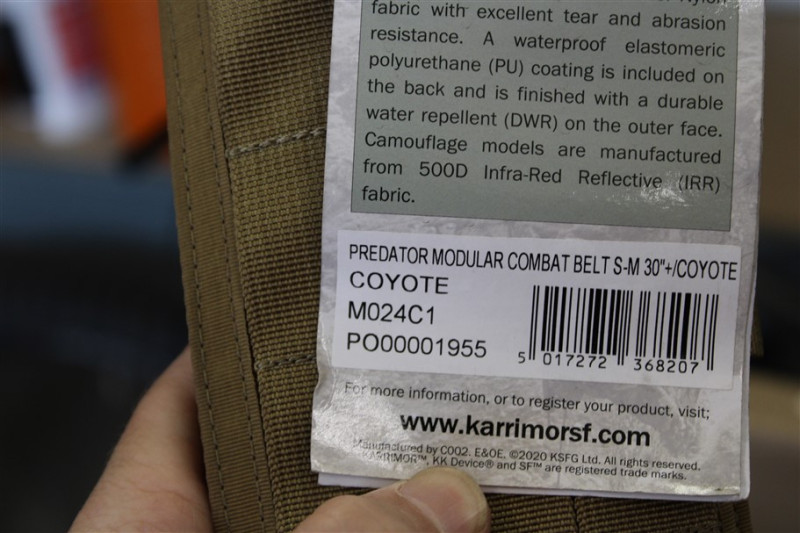 fabric with excellent tear and abrasion
resistance. A waterproof elastomeric
polyurethane (PU) coating is included on
the back and is finished with a durable
water repellent (DWR) on the outer face.
Camouflage models are manufactured
from 500D Infra-Red Reflective (IRR)
fabric.
PREDATOR MODULAR COMBAT BELT S-M 30"+/COYOTE
COYOTE
M024C1
PO00001955
5 017272 368207
For more information, or to register your product, visit;
www.karrimorsf.com
Manufactured by C002. E&OE. ©2020 KSFG Ltd. All rights reserved.
KARRIMOR™, KK Device® and SF™ are registered trade marks.